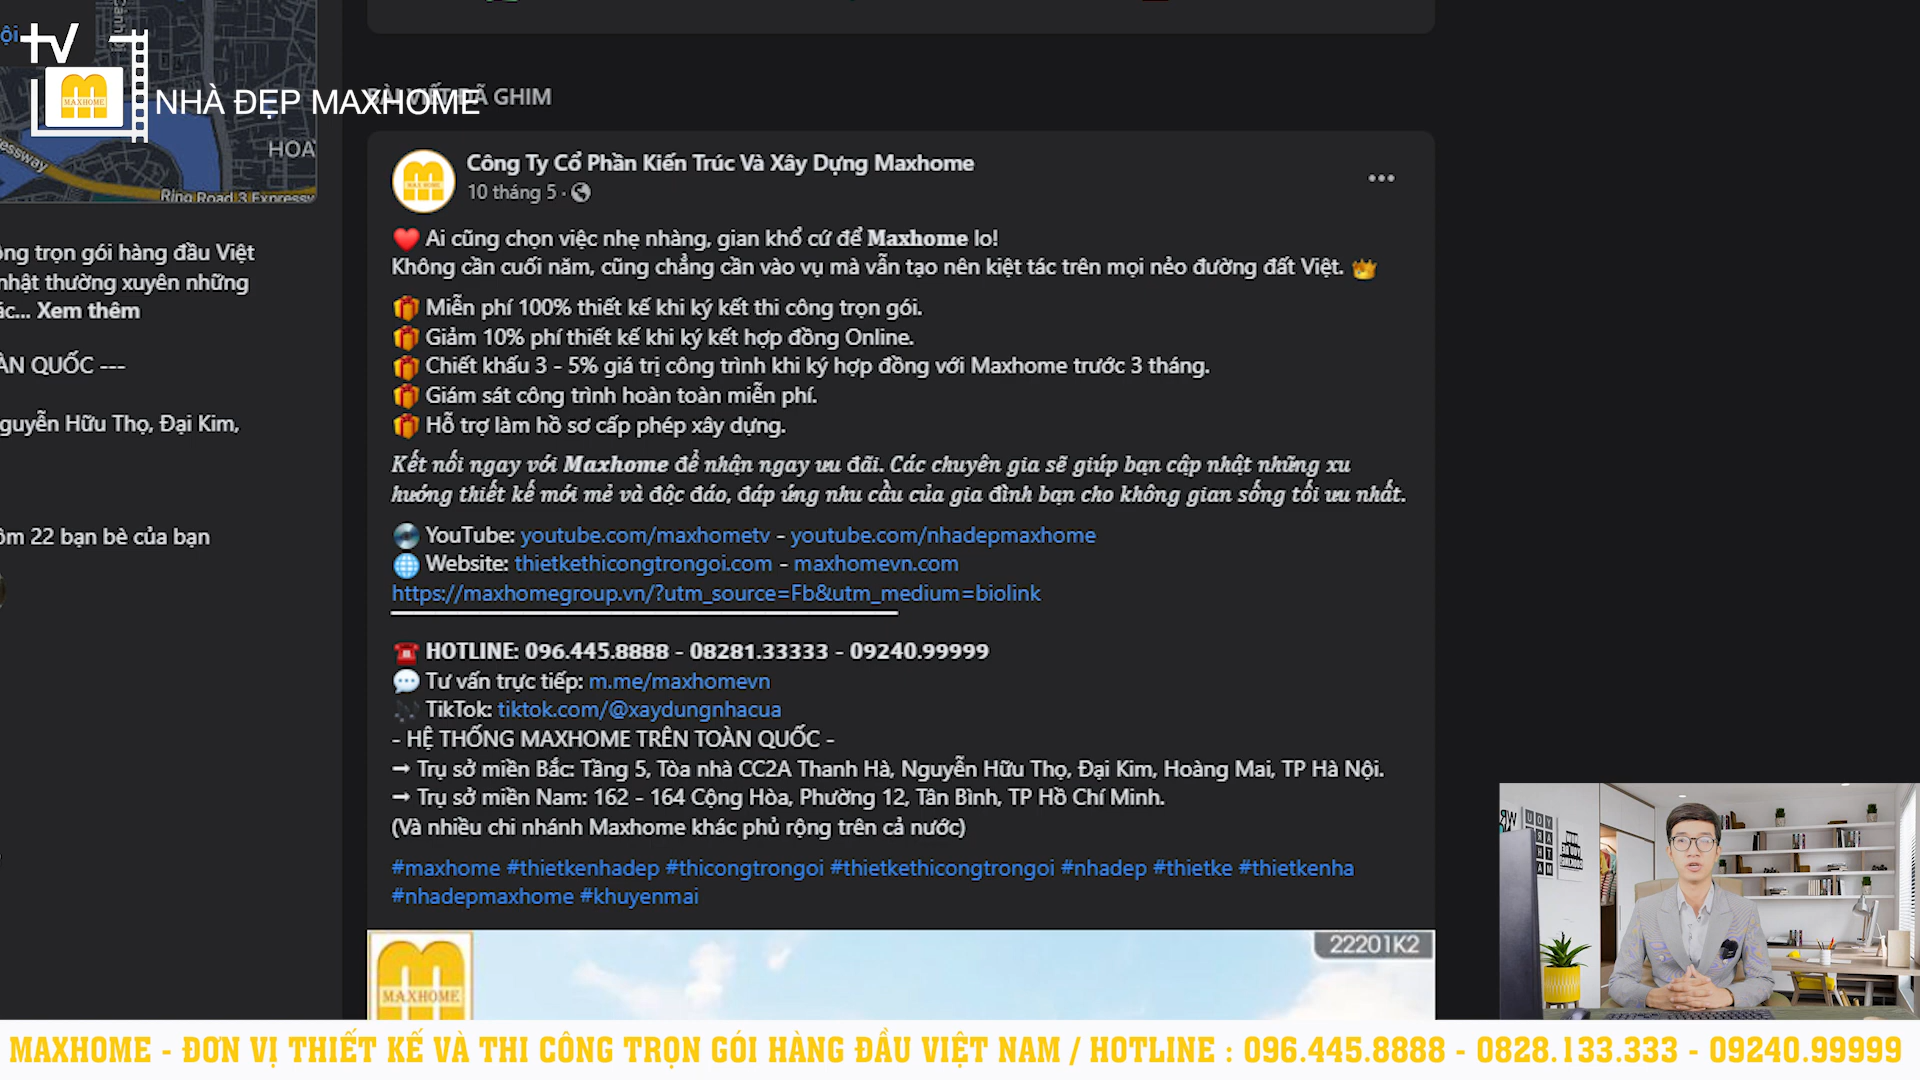 ội
tv
MAXHOME
NHÀ ĐẸP MAXHOME
BÀI VIẾT ĐÃ GHIM
HOA
Ring Road 3 Expressw
Công Ty Cổ Phần Kiến Trúc Và Xây Dựng Maxhome
10 tháng 5 ·
❤️ Ai cũng chọn việc nhẹ nhàng, gian khổ cứ để Maxhome lo!
Không cần cuối năm, cũng chẳng cần vào vụ mà vẫn tạo nên kiệt tác trên mọi nẻo đường đất Việt. 👑
🎁 Miễn phí 100% thiết kế khi ký kết thi công trọn gói.
🎁 Giảm 10% phí thiết kế khi ký kết hợp đồng Online.
🎁 Chiết khấu 3 - 5% giá trị công trình khi ký hợp đồng với Maxhome trước 3 tháng.
🎁 Giám sát công trình hoàn toàn miễn phí.
🎁 Hỗ trợ làm hồ sơ cấp phép xây dựng.
Kết nối ngay với Maxhome để nhận ngay ưu đãi. Các chuyên gia sẽ giúp bạn cập nhật những xu
hướng thiết kế mới mẻ và độc đáo, đáp ứng nhu cầu của gia đình bạn cho không gian sống tối ưu nhất.
YouTube: youtube.com/maxhometv - youtube.com/nhadepmaxhome
🌐 Website: thietkethicongtrongoi.com - maxhomevn.com
https://maxhomegroup.vn/?utm_source=Fb&utm_medium=biolink
☎️ HOTLINE: 096.445.8888 - 08281.33333 - 09240.99999
💬 Tư vấn trực tiếp: m.me/maxhomevn
TikTok: tiktok.com/@xaydungnhacua
- HỆ THỐNG MAXHOME TRÊN TOÀN QUỐC -
➞ Trụ sở miền Bắc: Tầng 5, Tòa nhà CC2A Thanh Hà, Nguyễn Hữu Thọ, Đại Kim, Hoàng Mai, TP Hà Nội.
➞ Trụ sở miền Nam: 162 - 164 Cộng Hòa, Phường 12, Tân Bình, TP Hồ Chí Minh.
(Và nhiều chi nhánh Maxhome khác phủ rộng trên cả nước)
#maxhome #thietkenhadep #thicongtrongoi #thietkethicongtrongoi #nhadep #thietke #thietkenha
#nhadepmaxhome #khuyenmai
MAXHOME
22201K2
ông trọn gói hàng đầu Việt
nhật thường xuyên những
ác... Xem thêm
ÀN QUỐC ---
guyễn Hữu Thọ, Đại Kim,
ồm 22 bạn bè của bạn
MAXHOME - ĐƠN VỊ THIẾT KẾ VÀ THI CÔNG TRỌN GÓI HÀNG ĐẦU VIỆT NAM / HOTLINE : 096.445.8888 - 0828.133.333 - 09240.99999